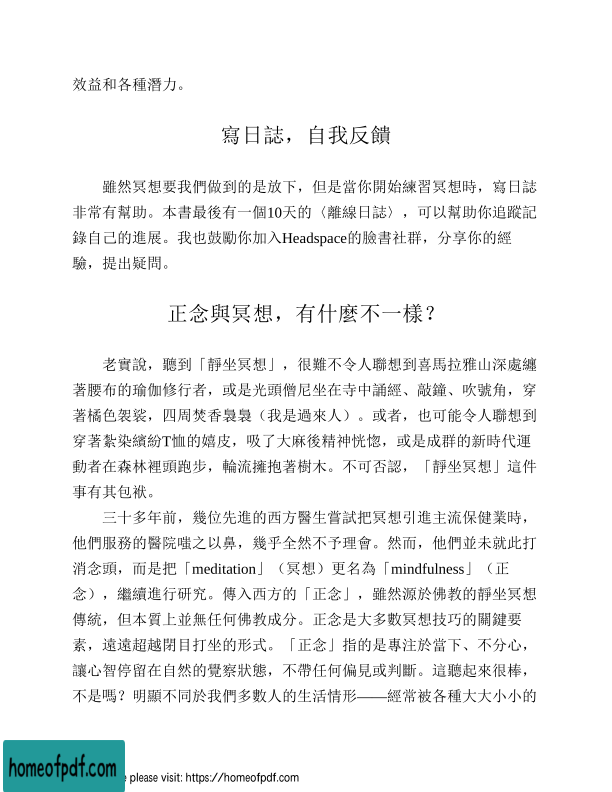 效益和各種潛力。
寫日誌，自我反饋
雖然冥想要我們做到的是放下，但是當你開始練習冥想時，寫日誌
非常有幫助。本書最後有一個10天的〈離線日誌〉，可以幫助你追蹤記
錄自己的進展。我也鼓勵你加入Headspace的臉書社群，分享你的經
驗，提出疑問。
正念與冥想，有什麼不一樣？
老實說，聽到「靜坐冥想」，很難不令人聯想到喜馬拉雅山深處纏
著腰布的瑜伽修行者，或是光頭僧尼坐在寺中誦經、敲鐘、吹號角，穿
著橘色袈裟，四周焚香裊裊（我是過來人）。或者，也可能令人聯想到
穿著紮染繽紛T恤的嬉皮，吸了大麻後精神恍惚，或是成群的新時代運
動者在森林裡頭跑步，輪流擁抱著樹木。不可否認，「靜坐冥想」這件
事有其包袱。
三十多年前，幾位先進的西方醫生嘗試把冥想引進主流保健業時，
他們服務的醫院嗤之以鼻，幾乎全然不予理會。然而，他們並未就此打
消念頭，而是把「meditation」（冥想）更名為「mindfulness」（正
念），繼續進行研究。傳入西方的「正念」，雖然源於佛教的靜坐冥想
傳統，但本質上並無任何佛教成分。正念是大多數冥想技巧的關鍵要
素，遠遠超越閉目打坐的形式。「正念」指的是專注於當下、不分心，
讓心智停留在自然的覺察狀態，不帶任何偏見或判斷。這聽起來很棒，
不是嗎？明顯不同於我們多數人的生活情形——經常被各種大大小小的
homeofpdf.com
please visit: https://homeofpdf.com